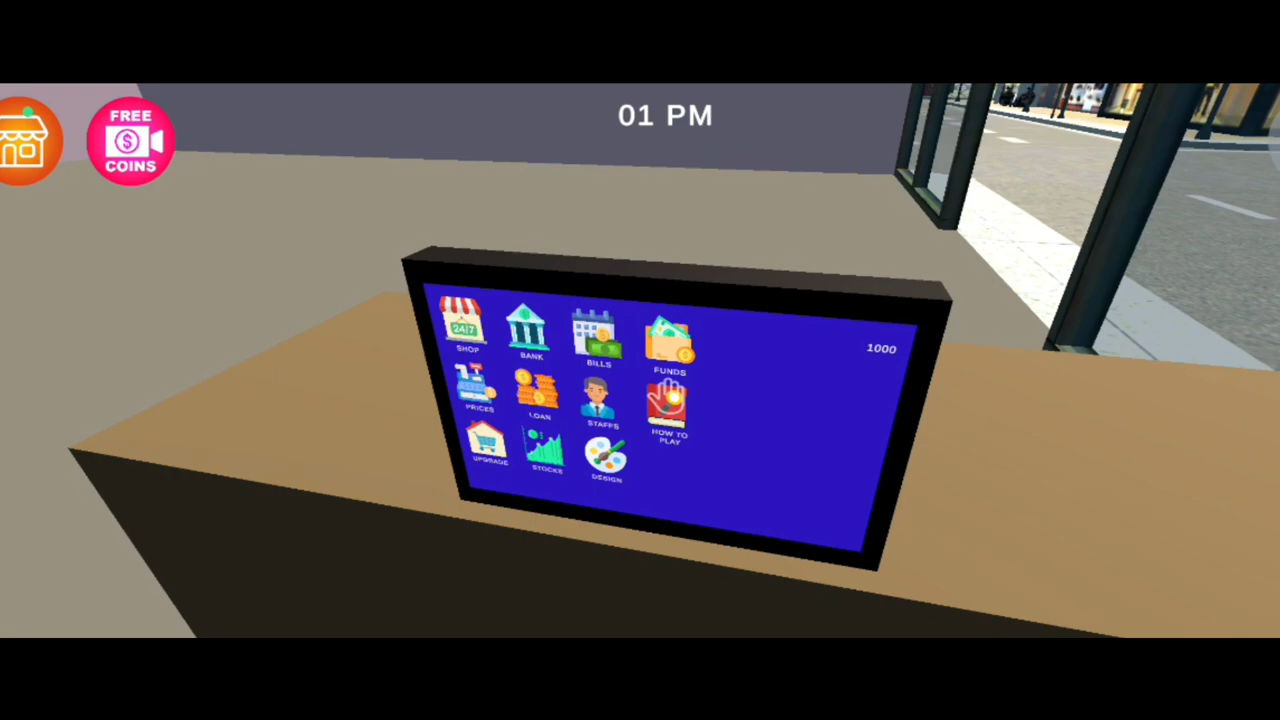 01 PM
FREE
COINS
1000
SHOP
BANK
BILLS
FUNDS
24/7
PRICES
LOAN
STAFFS
HOW TO
PLAY
UPGRADE
STOCKS
DESIGN